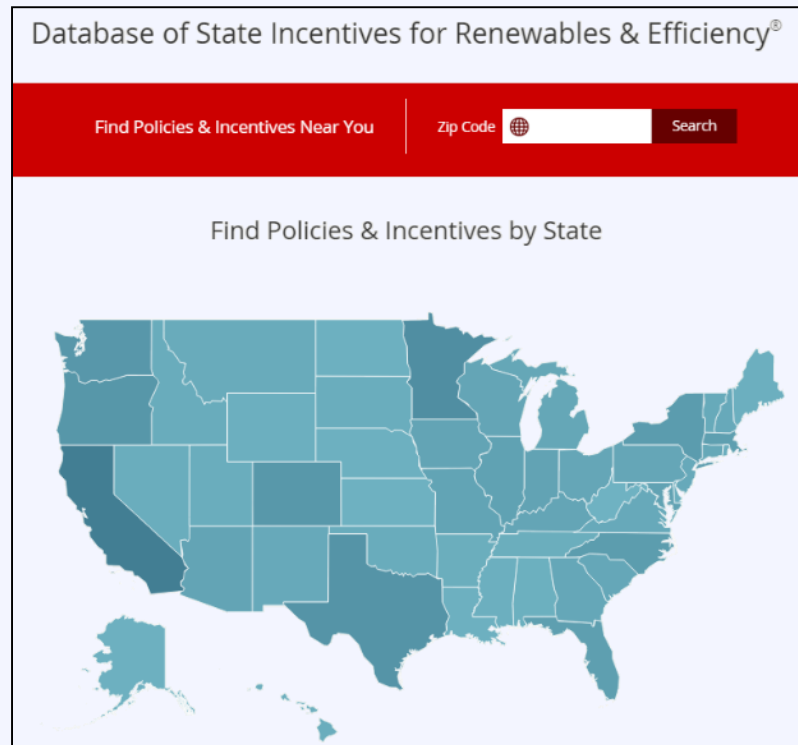 Database of State Incentives for Renewables & Efficiency®
Find Policies & Incentives Near You
Zip Code
Search
Find Policies & Incentives by State